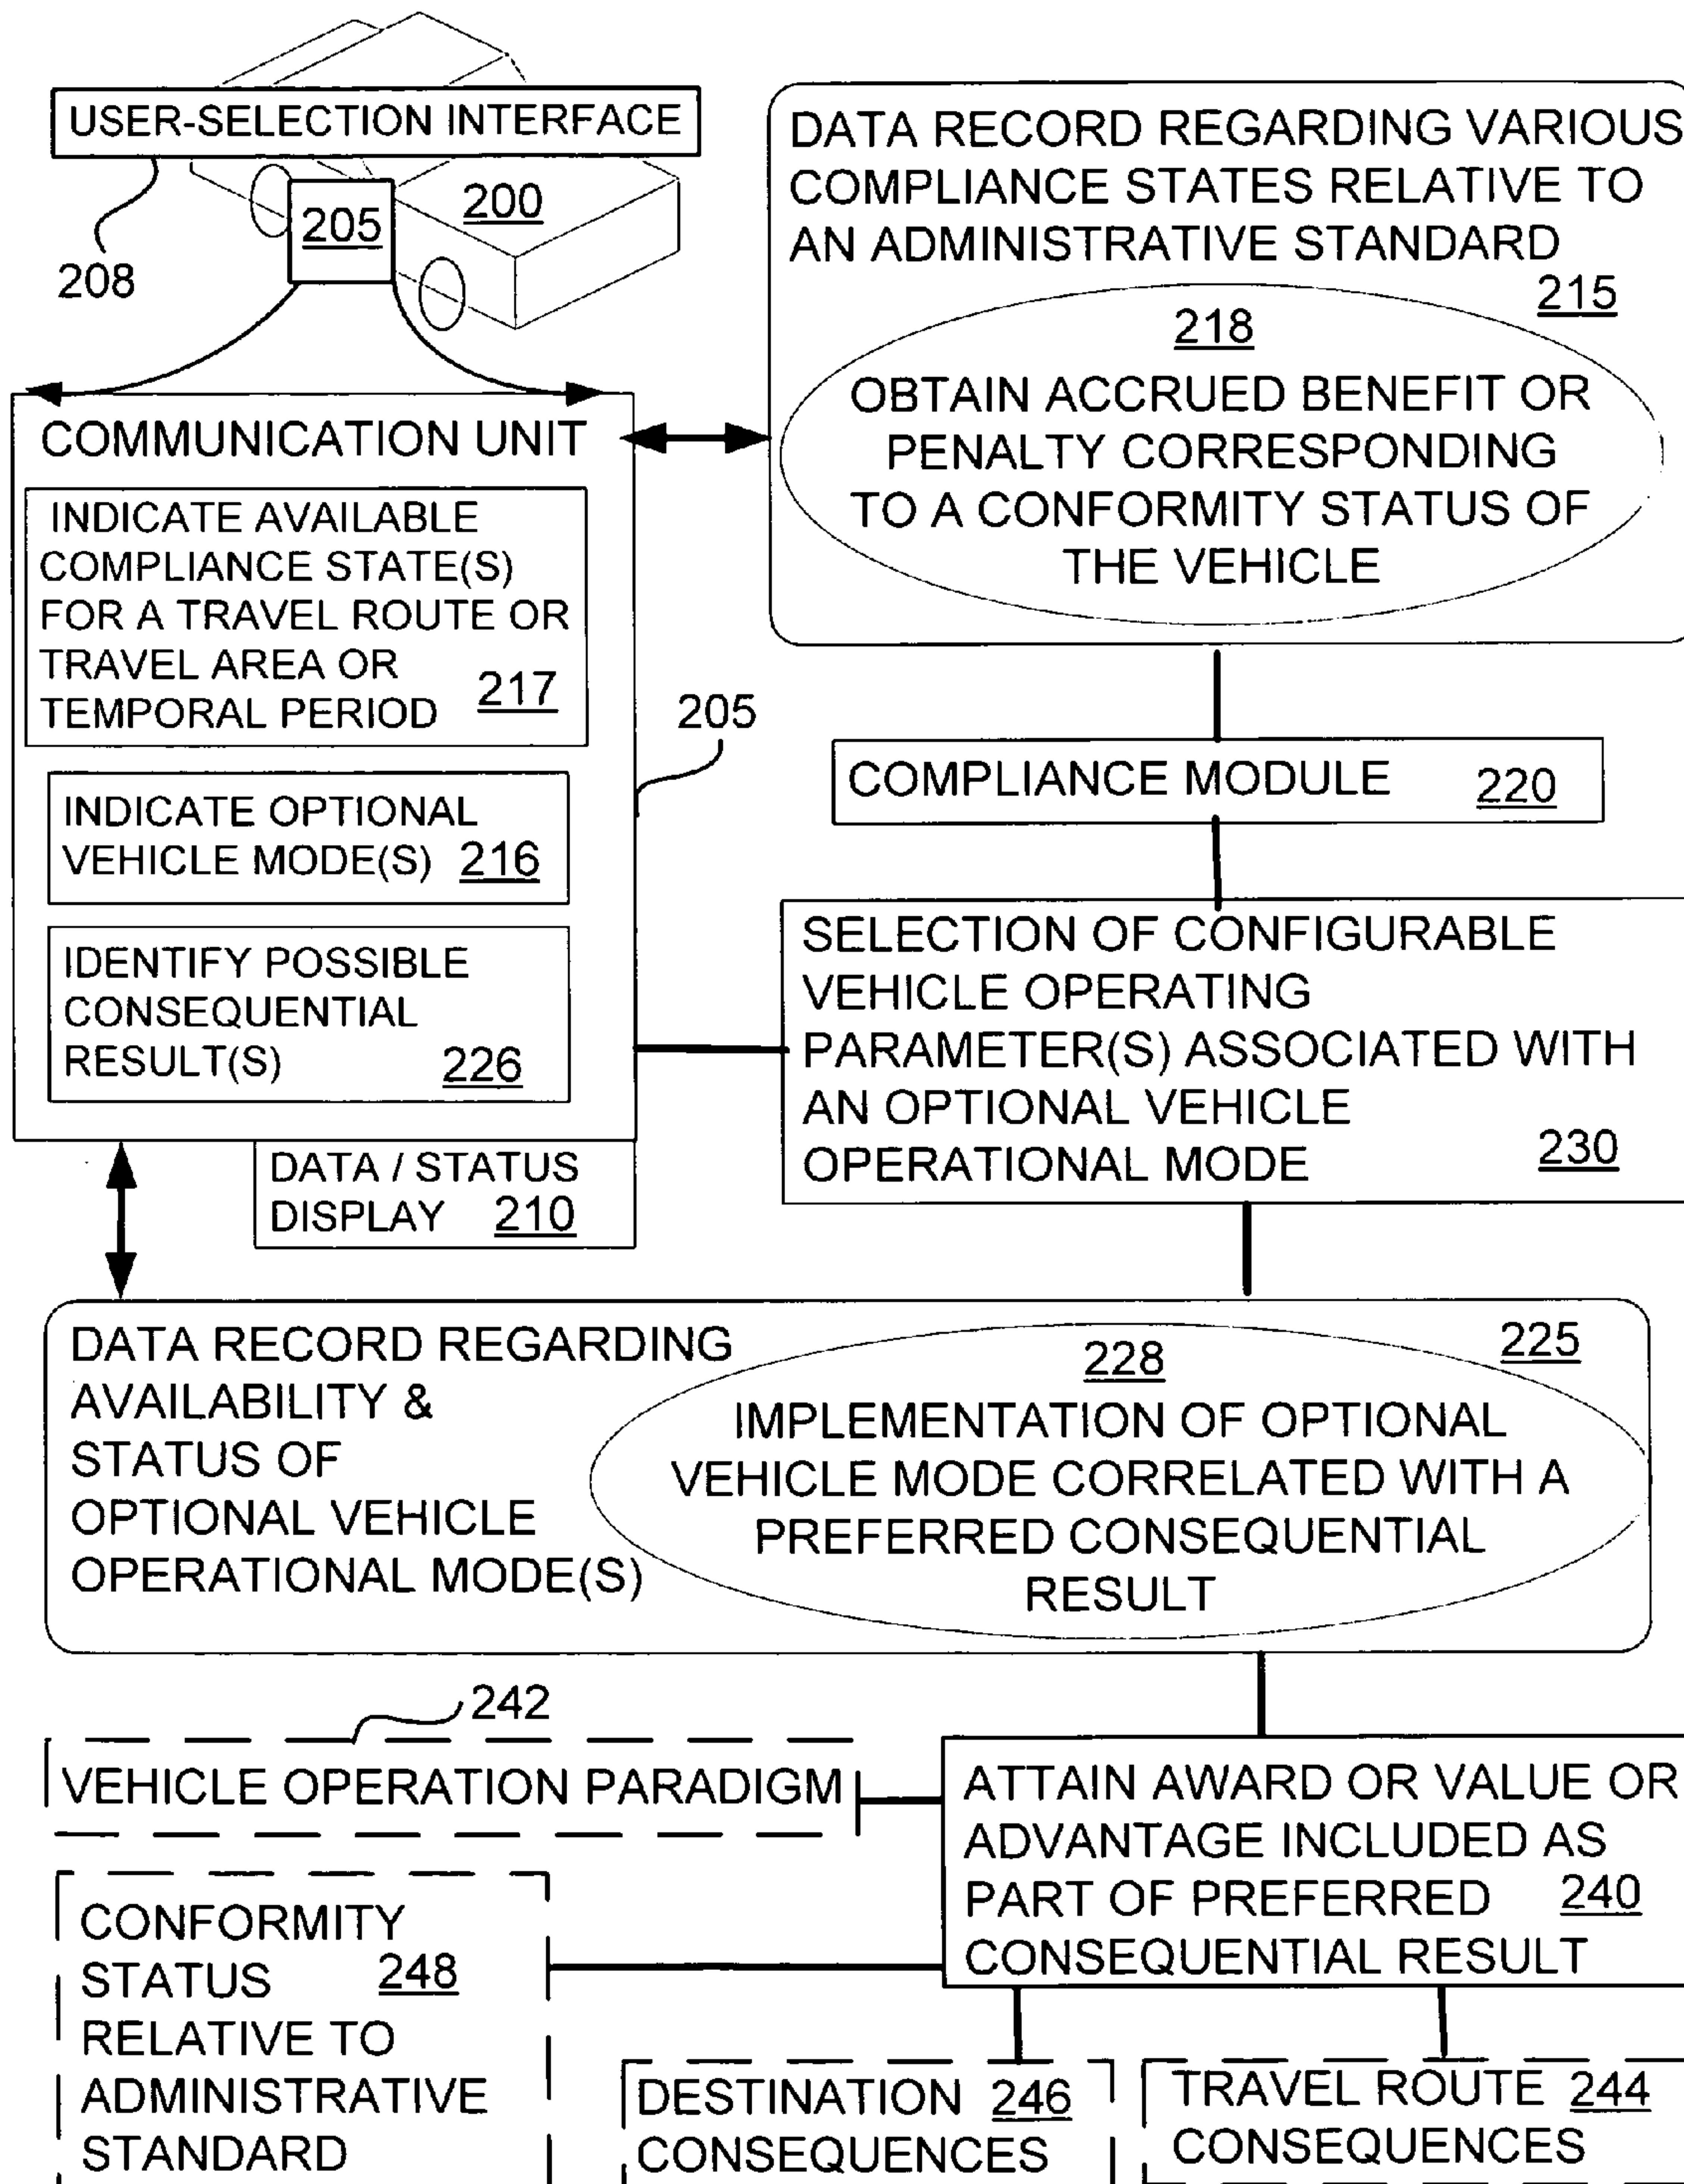 USER-SELECTION INTERFACE
208
205
200
DATA RECORD REGARDING VARIOUS
COMPLIANCE STATES RELATIVE TO
AN ADMINISTRATIVE STANDARD
215
218
OBTAIN ACCRUED BENEFIT OR
PENALTY CORRESPONDING
TO A CONFORMITY STATUS OF
THE VEHICLE
COMMUNICATION UNIT
INDICATE AVAILABLE
COMPLIANCE STATE(S)
FOR A TRAVEL ROUTE OR
TRAVEL AREA OR
TEMPORAL PERIOD 217
205
INDICATE OPTIONAL
VEHICLE MODE(S) 216
IDENTIFY POSSIBLE
CONSEQUENTIAL
RESULT(S) 226
COMPLIANCE MODULE 220
SELECTION OF CONFIGURABLE
VEHICLE OPERATING
PARAMETER(S) ASSOCIATED WITH
AN OPTIONAL VEHICLE
OPERATIONAL MODE 230
DATA / STATUS
DISPLAY 210
DATA RECORD REGARDING
AVAILABILITY &
STATUS OF
OPTIONAL VEHICLE
OPERATIONAL MODE(S)
225
228
IMPLEMENTATION OF OPTIONAL
VEHICLE MODE CORRELATED WITH A
PREFERRED CONSEQUENTIAL
RESULT
242
VEHICLE OPERATION PARADIGM
ATTAIN AWARD OR VALUE OR
ADVANTAGE INCLUDED AS
PART OF PREFERRED 240
CONSEQUENTIAL RESULT
CONFORMITY
STATUS 248
RELATIVE TO
ADMINISTRATIVE
STANDARD
DESTINATION 246
CONSEQUENCES
TRAVEL ROUTE 244
CONSEQUENCES